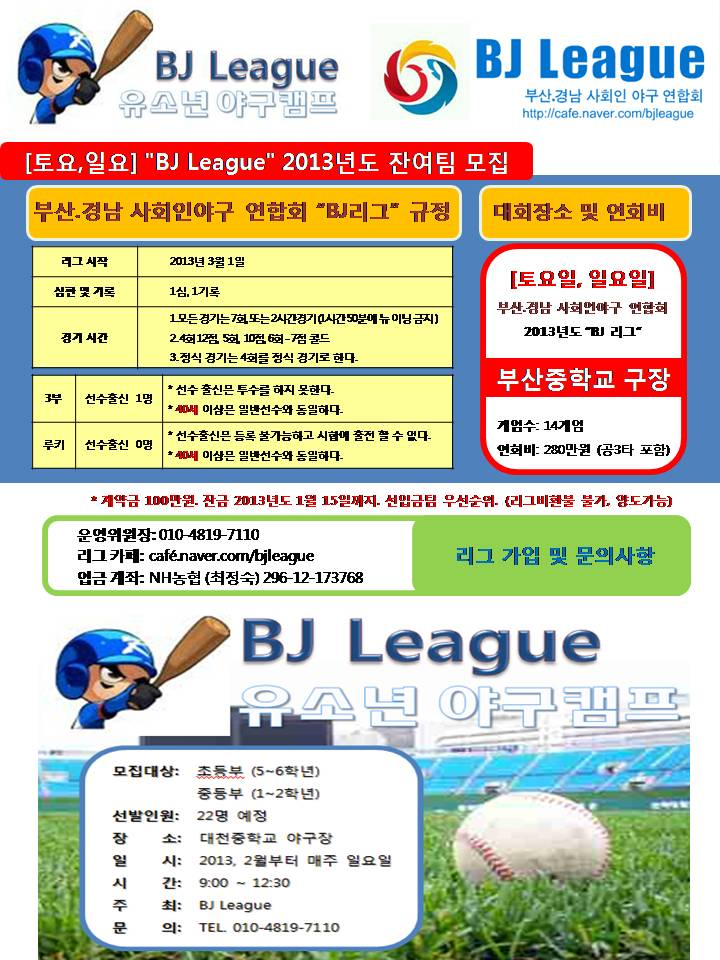 BJ League
유소년 야구캠프
BJ League
부산.경남 사회인 야구 연합회
http://cafe.naver.com/bjleague
[토요,일요] "BJ League" 2013년도 잔여팀 모집
부산.경남 사회인야구 연합회 "BJ리그" 규정
리그 시작 2013년 3월 1일
심판 및 기록 1심, 1기록
경기 시간
1.모든경기는7회,또는2시간경기(1시간50분에 뉴이닝금지)
2.4회12점, 5회, 10점,6회-7점 콜드
3.정식 경기는 4회를 정식 경기로 한다.
3부 선수출신 1명
* 선수 출신은 투수를 하지 못한다.
* 40세 이상은 일반선수와 동일하다.
루키 선수출신 0명
* 선수출신은 등록 불가능하고 시합에 출전 할 수 없다.
* 40세 이상은 일반선수와 동일하다.
대회장소 및 연회비
[토요일, 일요일]
부산.경남 사회인야구 연합회
2013년도 "BJ 리그"
부산중학교 구장
게임수: 14게임
연회비: 280만원 (공3타 포함)
* 계약금 100만원. 잔금 2013년도 1월 15일까지. 선입금팀 우선순위. (리그비환불 불가, 양도가능)
운영위원장: 010-4819-7110
리그 카페: café.naver.com/bjleague
입금 계좌: NH농협 (최정숙) 296-12-173768
리그 가입 및 문의사항
BJ League
유소년 야구캠프
모집대상: 초등부 (5~6학년)
중등부 (1~2학년)
선발인원: 22명 예정
장 소: 대전중학교 야구장
일 시: 2013, 2월부터 매주 일요일
시 간: 9:00 ~ 12:30
주 최: BJ League
문 의: TEL. 010-4819-7110